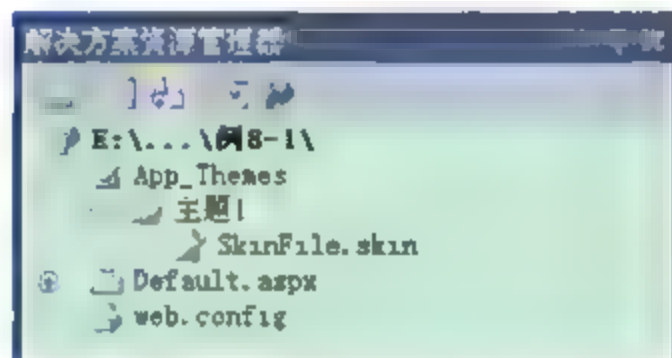 解决方案资源管理器
E:\...\例8-1\
App_Themes
主题1
SkinFile.skin
Default.aspx
web.config